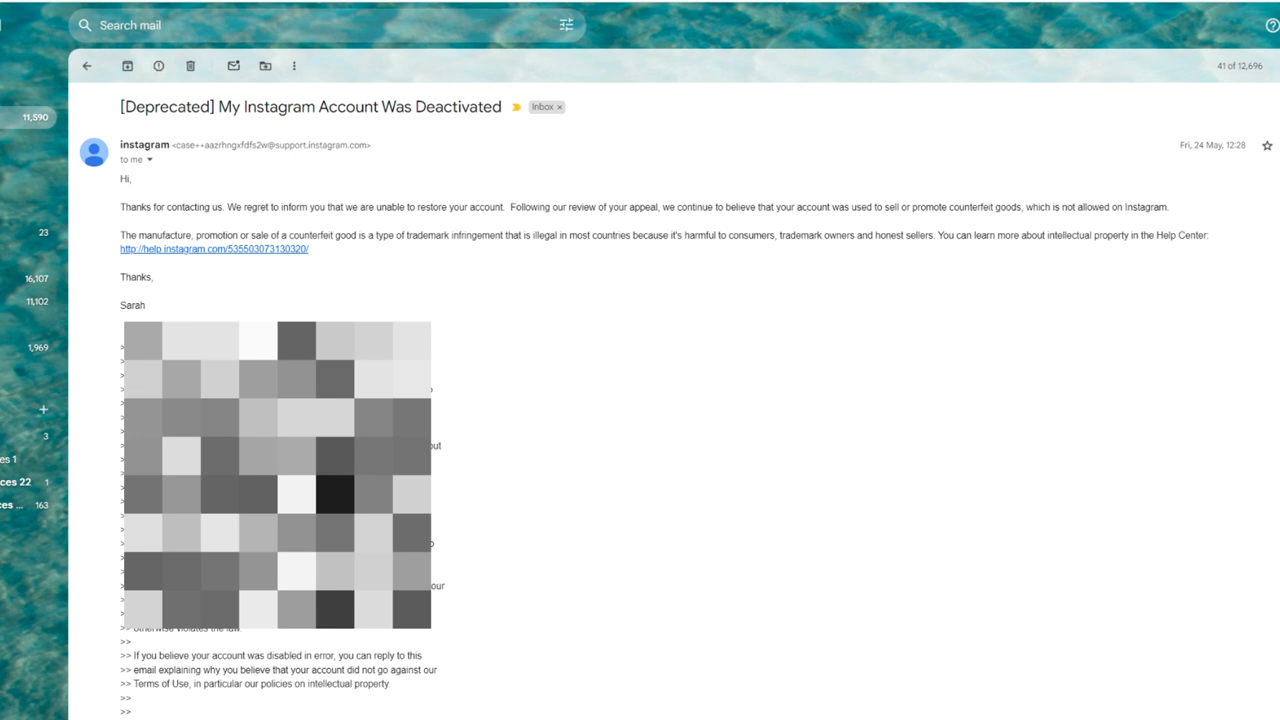 Search mail
41 of 12,696
[Deprecated] My Instagram Account Was Deactivated Inbox ×
11,590
instagram <case++aazrhngxfdfs2w@support.instagram.com> Fri, 24 May, 12:28
to me
Hi,
Thanks for contacting us. We regret to inform you that we are unable to restore your account. Following our review of your appeal, we continue to believe that your account was used to sell or promote counterfeit goods, which is not allowed on Instagram.
23
The manufacture, promotion or sale of a counterfeit good is a type of trademark infringement that is illegal in most countries because it's harmful to consumers, trademark owners and honest sellers. You can learn more about intellectual property in the Help Center:
http://help.instagram.com/535503073130320/
16,107
Thanks,
11,102
Sarah
1,969
+
3
out
es 1
ces 22 1
ces ... 163
our
>> otherwise violates the law.
>>
>> If you believe your account was disabled in error, you can reply to this
>> email explaining why you believe that your account did not go against our
>> Terms of Use, in particular our policies on intellectual property.
>>
>>